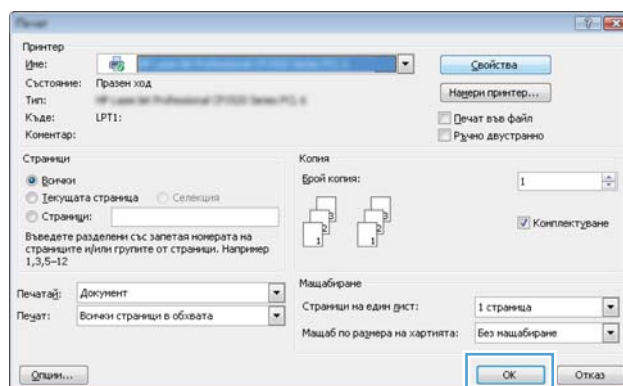 Печат
Принтер
Име:
Свойства
Състояние: Празен ход
Намери принтер...
Тип:
Къде: LPT1:
Печат във файл
Коментар:
Ръчно двустранно
Страници
Всички
Текущата страница Селекция
Страници:
Въведете разделени със запетая номерата на
страниците и/или групите от страници. Например
1,3,5–12
Копия
Брой копия: 1
Комплектуване
Печатай: Документ
Печат: Всички страници в обхвата
Мащабиране
Страници на един лист: 1 страница
Мащаб по размера на хартията: Без мащабиране
Опции...
OK
Отказ